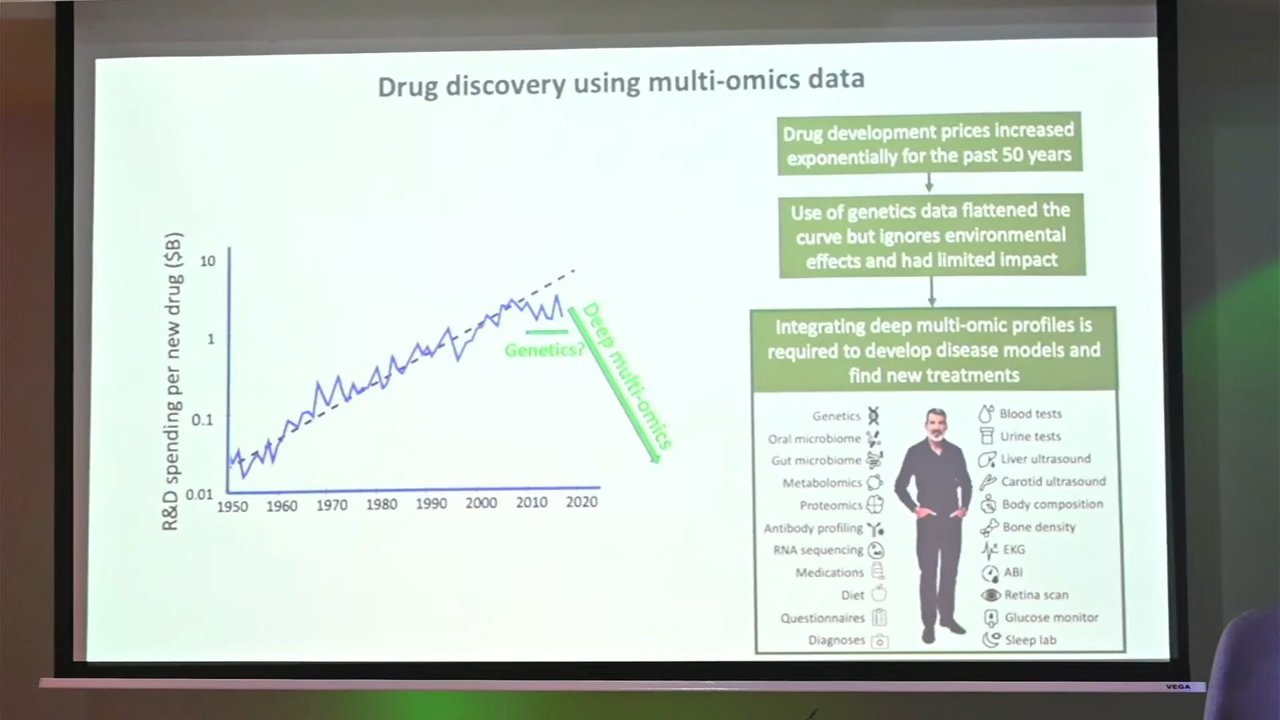 Drug discovery using multi-omics data
R&D spending per new drug ($B)
10
1
0.1
0.01
1950 1960 1970 1980 1990 2000 2010 2020
Genetics?
Deep multi-omics
Drug development prices increased
exponentially for the past 50 years
Use of genetics data flattened the
curve but ignores environmental
effects and had limited impact
Integrating deep multi-omic profiles is
required to develop disease models and
find new treatments
Genetics
Oral microbiome
Gut microbiome
Metabolomics
Proteomics
Antibody profiling
RNA sequencing
Medications
Diet
Questionnaires
Diagnoses
Blood tests
Urine tests
Liver ultrasound
Carotid ultrasound
Body composition
Bone density
EKG
ABI
Retina scan
Glucose monitor
Sleep lab
VEGA